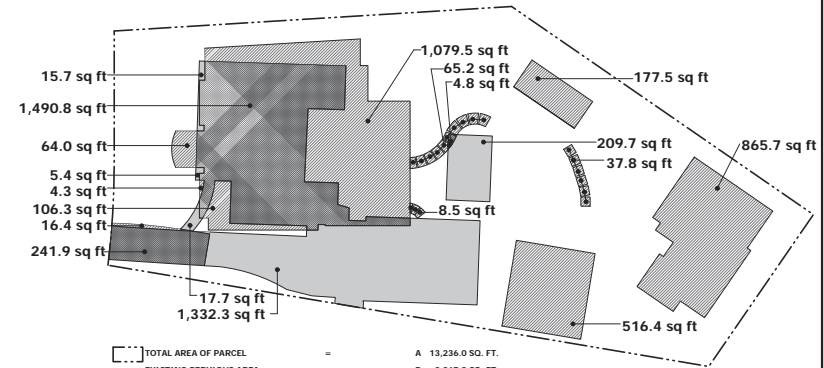 1,079.5 sq ft
65.2 sq ft
4.8 sq ft
177.5 sq ft
15.7 sq ft
1,490.8 sq ft
64.0 sq ft
209.7 sq ft
865.7 sq ft
37.8 sq ft
5.4 sq ft
4.3 sq ft
106.3 sq ft
8.5 sq ft
16.4 sq ft
241.9 sq ft
17.7 sq ft
1,332.3 sq ft
516.4 sq ft
TOTAL AREA OF PARCEL = A 13,236.0 SQ. FT.